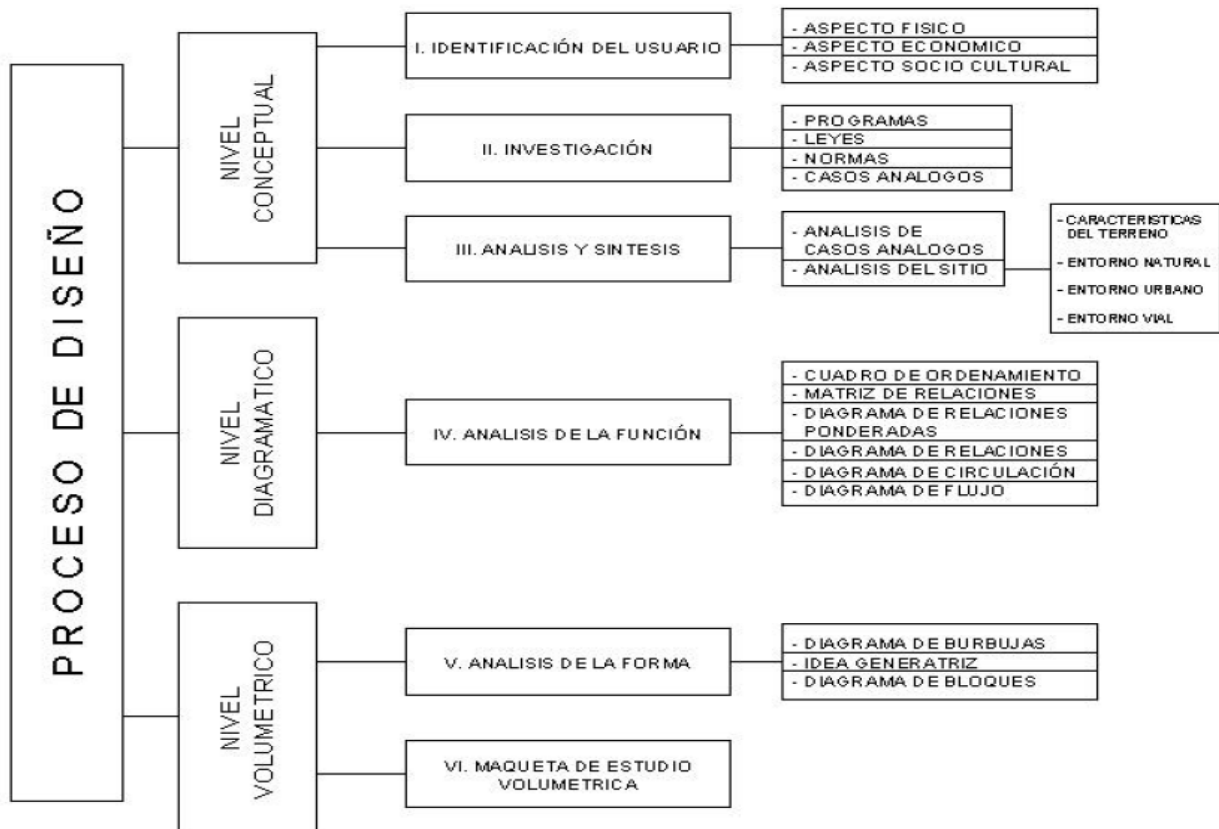 PROCESO DE DISEÑO
NIVEL
CONCEPTUAL
I. IDENTIFICACIÓN DEL USUARIO
- ASPECTO FISICO
- ASPECTO ECONOMICO
- ASPECTO SOCIO CULTURAL
II. INVESTIGACIÓN
- PROGRAMAS
- LEYES
- NORMAS
- CASOS ANALOGOS
III. ANALISIS Y SINTESIS
- ANALISIS DE
CASOS ANALOGOS
- ANALISIS DEL SITIO
- CARACTERISTICAS
DEL TERRENO
- ENTORNO NATURAL
- ENTORNO URBANO
- ENTORNO VIAL
NIVEL
DIAGRAMATICO
IV. ANALISIS DE LA FUNCIÓN
- CUADRO DE ORDENAMIENTO
- MATRIZ DE RELACIONES
- DIAGRAMA DE RELACIONES
PONDERADAS
- DIAGRAMA DE RELACIONES
- DIAGRAMA DE CIRCULACIÓN
- DIAGRAMA DE FLUJO
NIVEL
VOLUMETRICO
V. ANALISIS DE LA FORMA
- DIAGRAMA DE BURBUJAS
- IDEA GENERATRIZ
- DIAGRAMA DE BLOQUES
VI. MAQUETA DE ESTUDIO
VOLUMETRICA